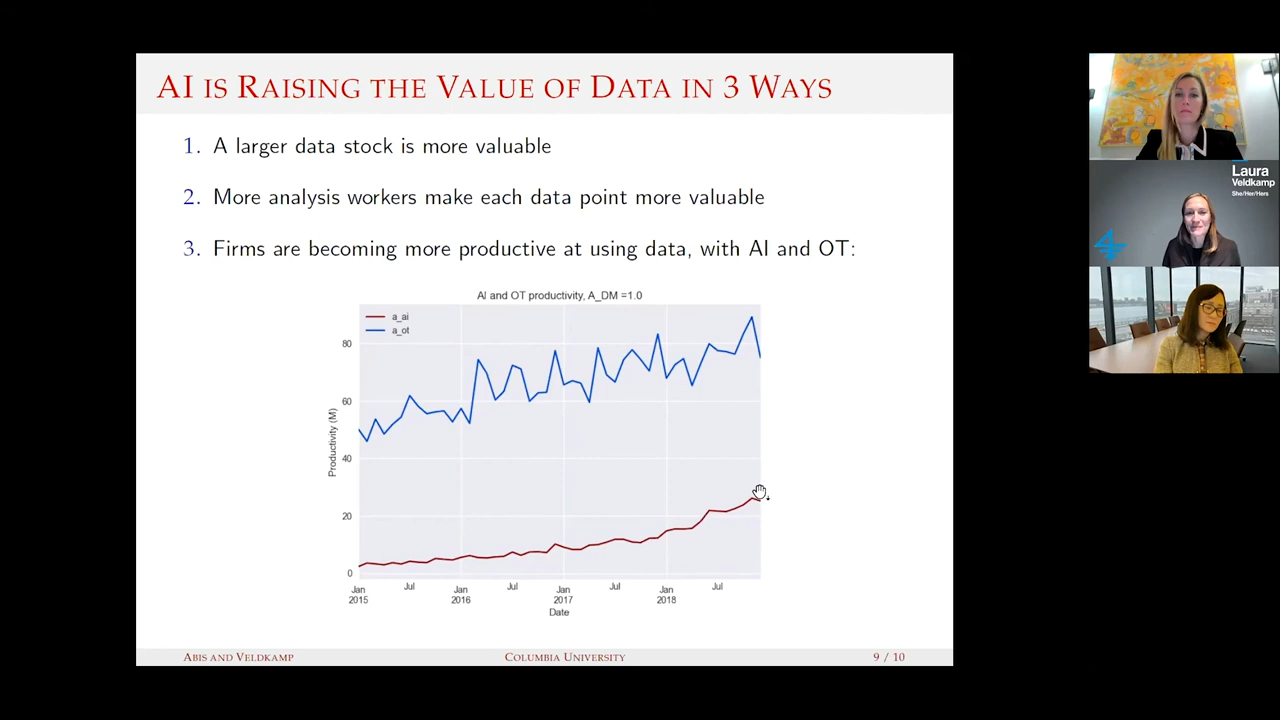 AI IS RAISING THE VALUE OF DATA IN 3 WAYS
1. A larger data stock is more valuable
2. More analysis workers make each data point more valuable
3. Firms are becoming more productive at using data, with AI and OT:
AI and OT productivity, A_DM =1.0
a_ai
a_ot
Productivity (M)
80
60
40
20
0
Jan Jul Jan Jul Jan Jul Jan Jul
2015 2016 2017 2018
Date
ABIS AND VELDKAMP COLUMBIA UNIVERSITY 9 / 10
Laura
Veldkamp
She/Her/Hers